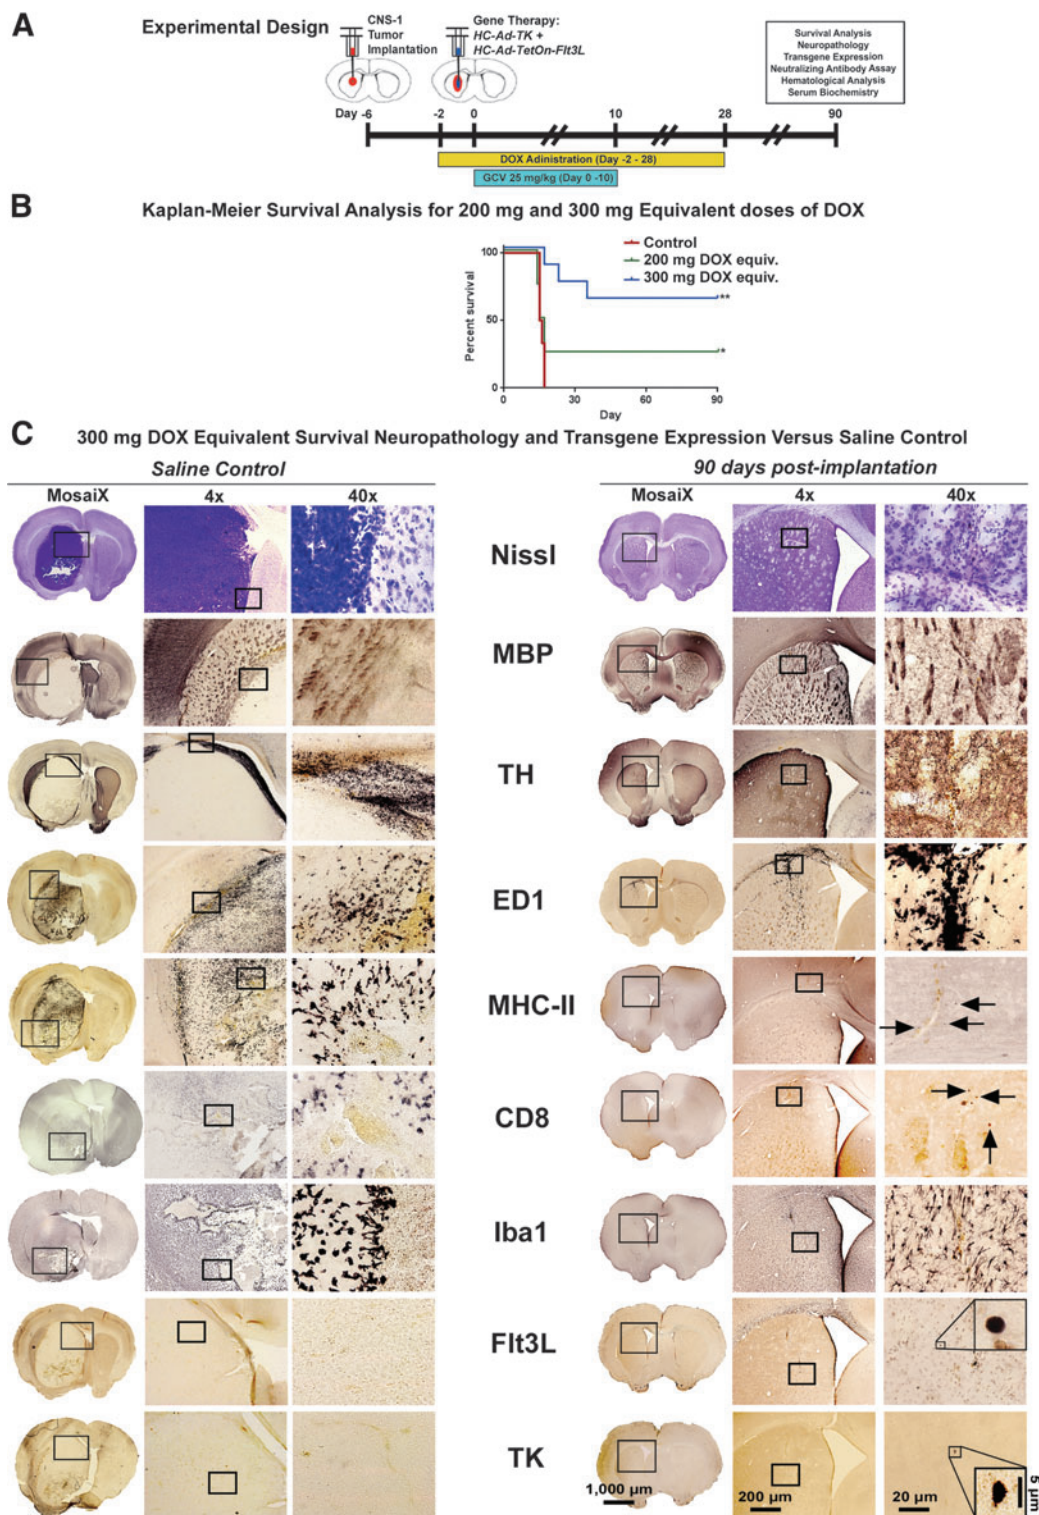 A
Experimental Design
CNS-1
Tumor
Implantation
Gene Therapy:
HC-Ad-TK +
HC-Ad-TetOn-Flt3L
Survival Analysis
Neuropathology
Transgene Expression
Neutralizing Antibody Assay
Hematological Analysis
Serum Biochemistry
Day -6
-2
0
10
28
90
DOX Adinistration (Day -2 - 28)
GCV 25 mg/kg (Day 0 -10)
B
Kaplan-Meier Survival Analysis for 200 mg and 300 mg Equivalent doses of DOX
Percent survival
100
50
0
Control
200 mg DOX equiv.
300 mg DOX equiv.
**
*
0
30
60
90
Day
C
300 mg DOX Equivalent Survival Neuropathology and Transgene Expression Versus Saline Control
Saline Control
90 days post-implantation
MosaiX
4x
40x
MosaiX
4x
40x
Nissl
MBP
TH
ED1
MHC-II
CD8
Iba1
Flt3L
TK
1,000 µm
200 µm
20 µm
5 µm